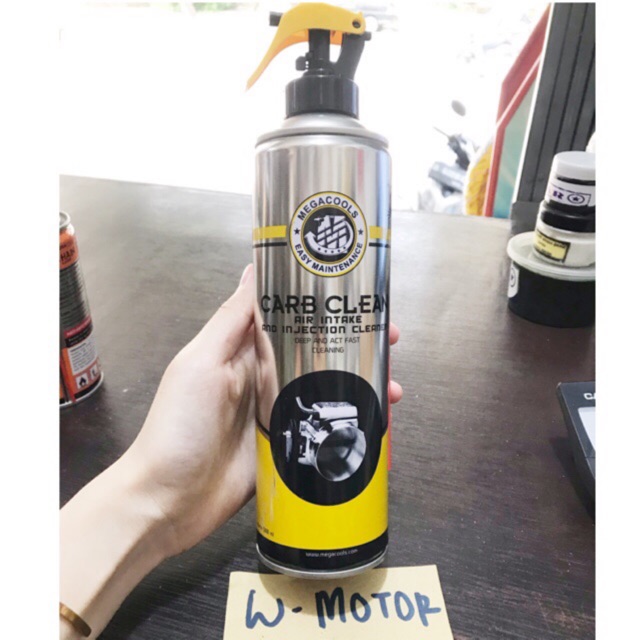 MEGACOOLS
EASY MAINTENANCE
CARB CLEAN
AIR INTAKE
AND INJECTION CLEANER
DEEP AND ACT FAST
CLEANING
www.megacools.com
W-MOTOR